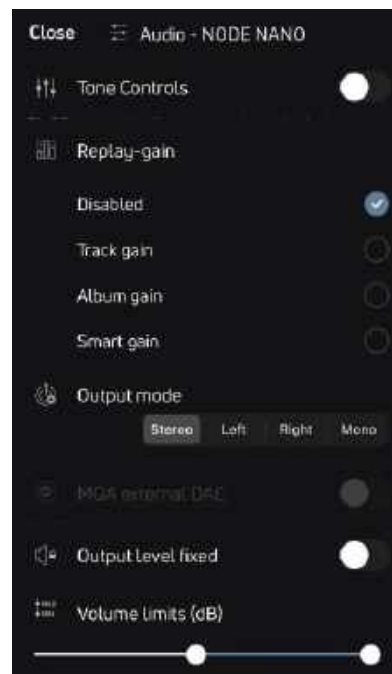 Close Audio - NODE NANO
Tone Controls
Replay-gain
Disabled
Track gain
Album gain
Smart gain
Output mode
Stereo Left Right Mono
MQA external DAC
Output level fixed
Volume limits (dB)